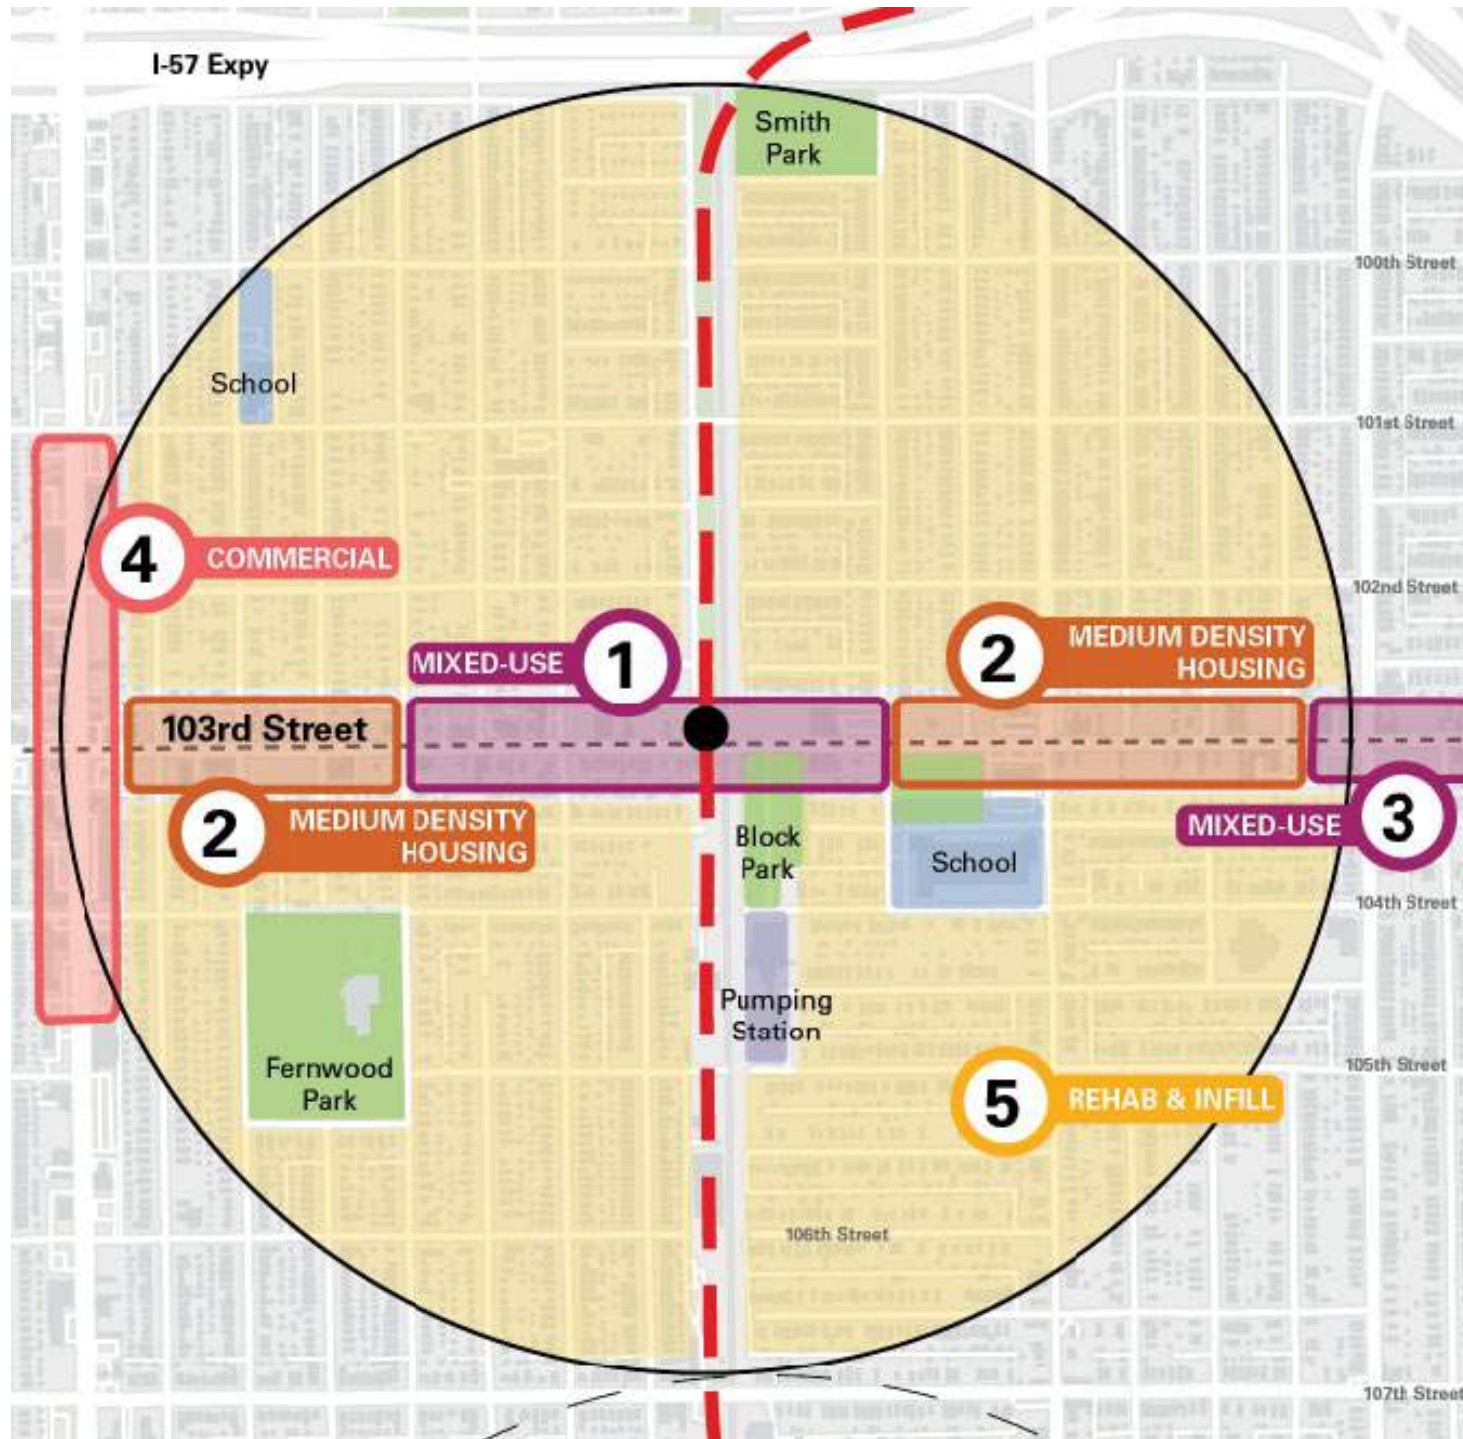 I-57 Expy
Smith
Park
100th Street
School
101st Street
4
COMMERCIAL
102nd Street
MIXED-USE
1
2
MEDIUM DENSITY
HOUSING
103rd Street
2
MEDIUM DENSITY
HOUSING
MIXED-USE
3
Block
Park
School
104th Street
Pumping
Station
Fernwood
Park
105th Street
5
REHAB & INFILL
106th Street
107th Street